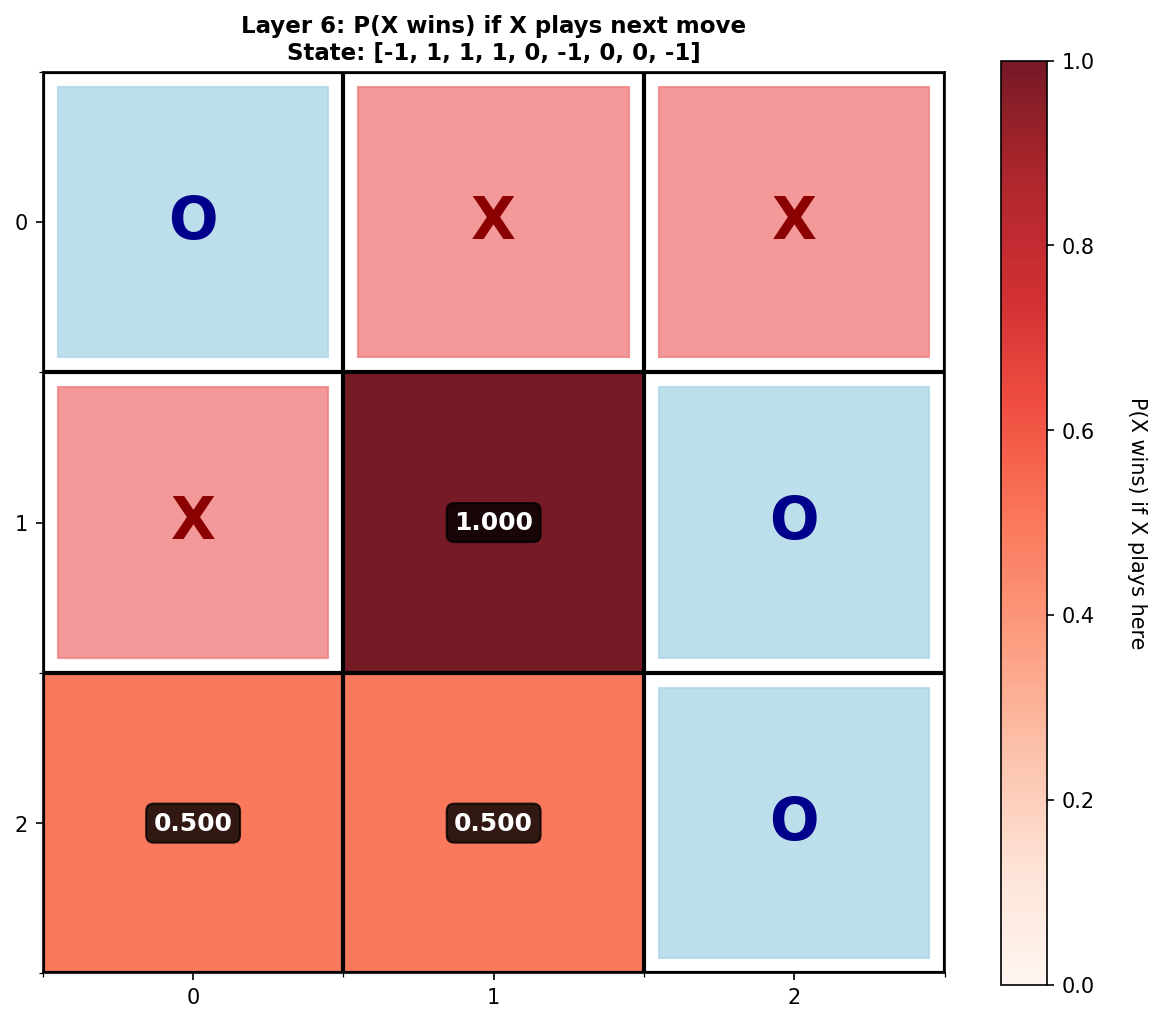 Layer 6: P(X wins) if X plays next move
State: [-1, 1, 1, 1, 0, -1, 0, 0, -1]
O X X
X 1.000 O
0.500 0.500 O
0
1
2
0 1 2
1.0
0.8
0.6
0.4
0.2
0.0
P(X wins) if X plays here